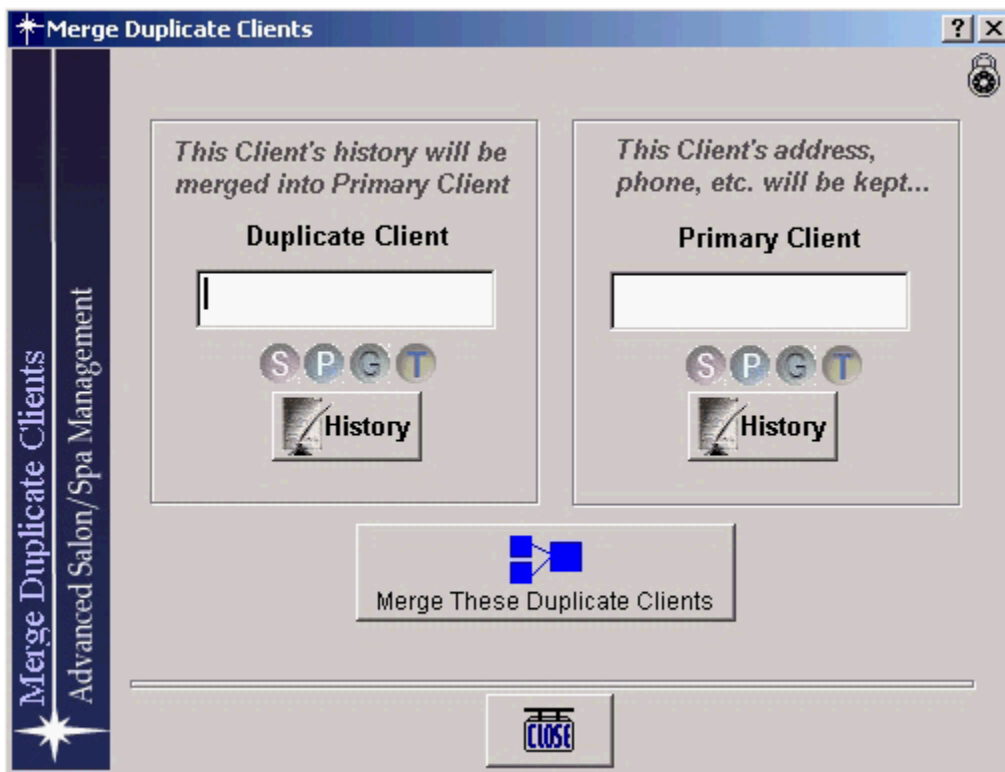 Merge Duplicate Clients
? X
Merge Duplicate Clients
Advanced Salon/Spa Management
This Client's history will be
merged into Primary Client
Duplicate Client
S P G T
History
This Client's address,
phone, etc. will be kept...
Primary Client
S P G T
History
Merge These Duplicate Clients
CLOSE